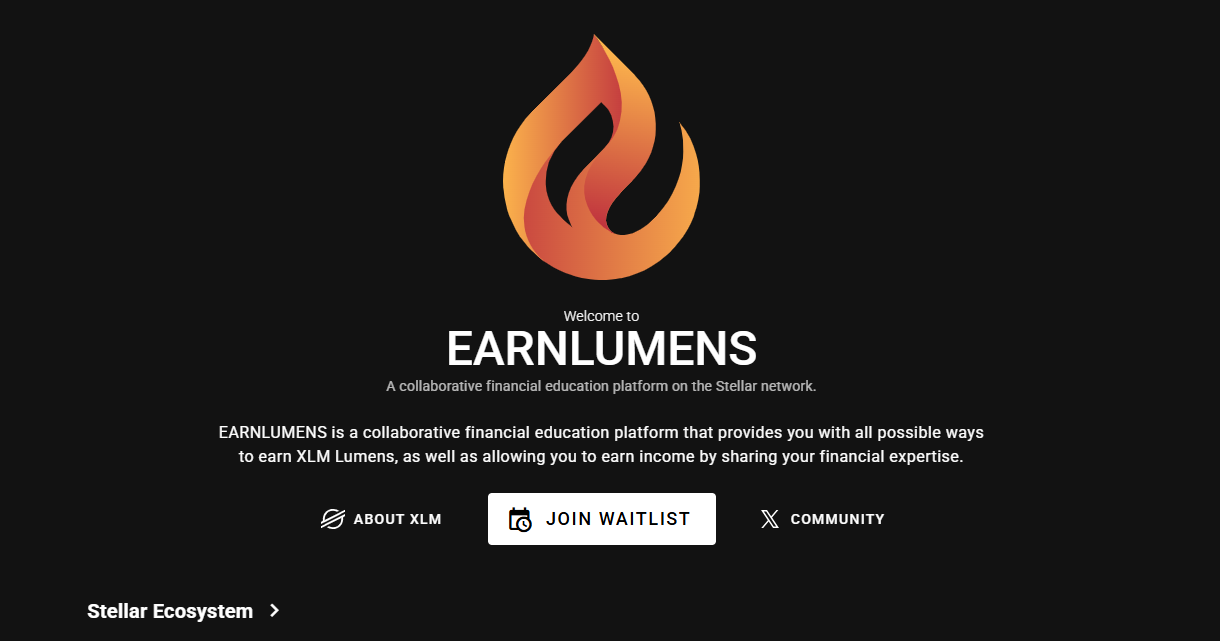 Welcome to
EARNLUMENS
A collaborative financial education platform on the Stellar network.
EARNLUMENS is a collaborative financial education platform that provides you with all possible ways
to earn XLM Lumens, as well as allowing you to earn income by sharing your financial expertise.
ABOUT XLM
JOIN WAITLIST
COMMUNITY
Stellar Ecosystem